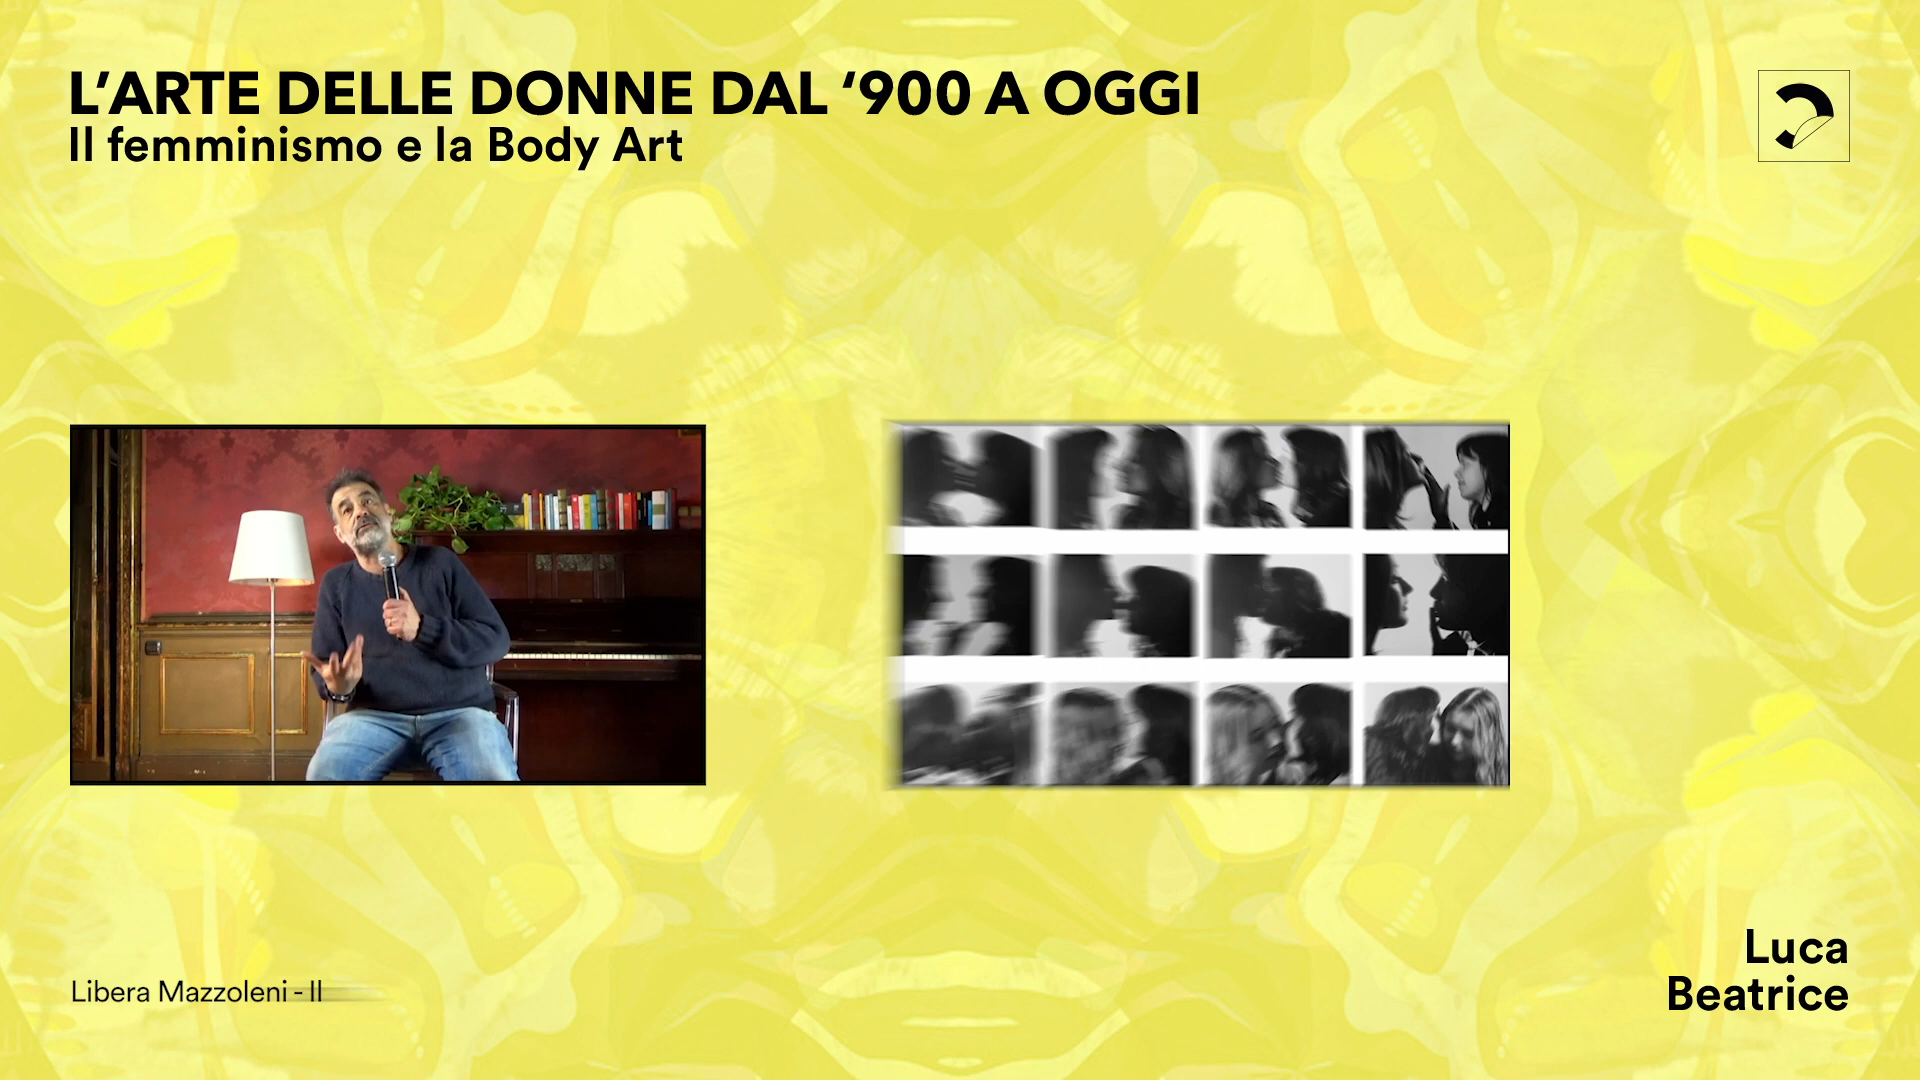 L’ARTE DELLE DONNE DAL ‘900 A OGGI
Il femminismo e la Body Art
Libera Mazzoleni - Il
Luca
Beatrice